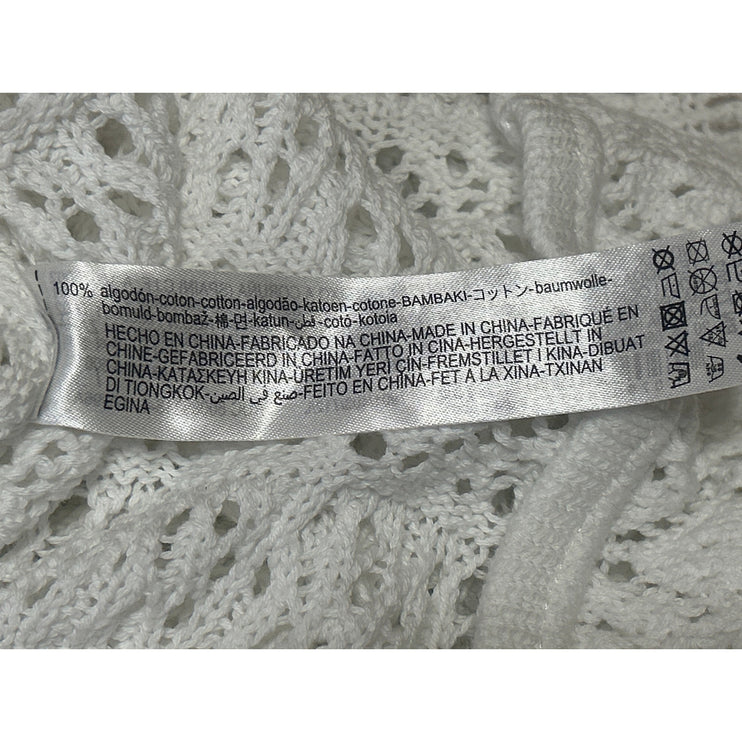 100% algodón-coton-cotton-algodão-katoen-cotone-BAMBAKI-コットン-baumwolle-
bomuld-bombaž-棉-면-katun-قطن-cotó-kotoia
HECHO EN CHINA-FABRICADO NA CHINA-MADE IN CHINA-FABRIQUÉ EN
CHINE-GEFABRICEERD IN CHINA-FATTO IN CINA-HERGESTELLT IN
CHINA-ΚΑΤΑΣΚΕΥΗ ΚΙΝΑ-ÜRETİM YERİ ÇİN-FREMSTILLET I KINA-DIBUAT
DI TIONGKOK-صنع في الصين-FEITO EN CHINA-FET A LA XINA-TXINAN
EGINA